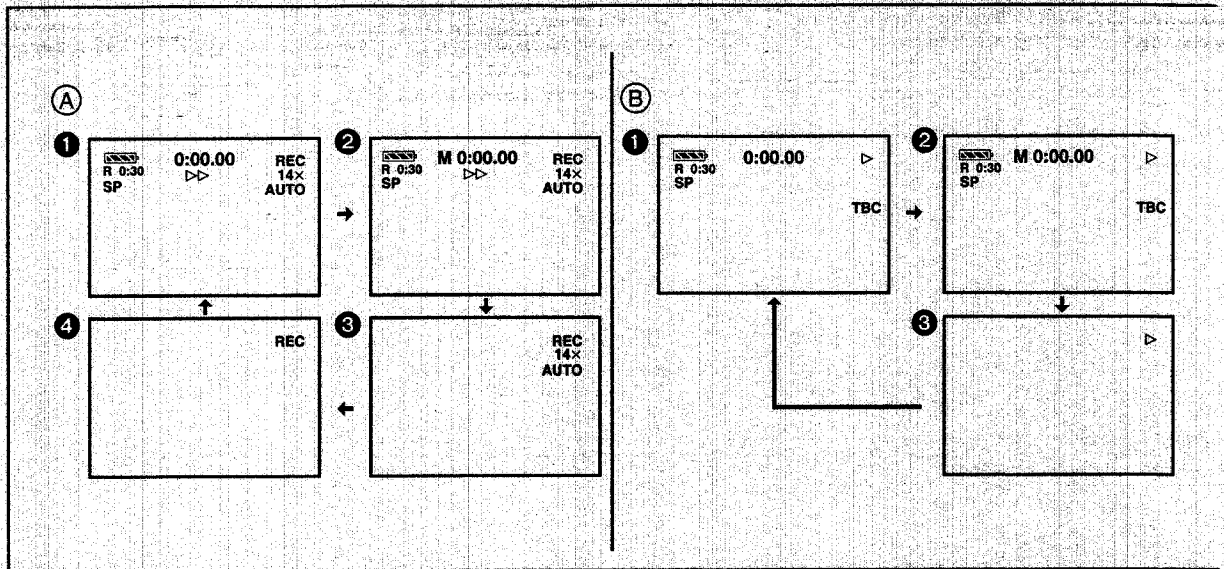 A
1
0:00.00 REC
R 0:30 ▷▷ 14×
SP AUTO
2
M 0:00.00 REC
R 0:30 ▷▷ 14×
SP AUTO
4
REC
3
REC
14×
AUTO
B
1
0:00.00 ▷
R 0:30
SP
TBC
2
M 0:00.00 ▷
R 0:30
SP
TBC
3
▷